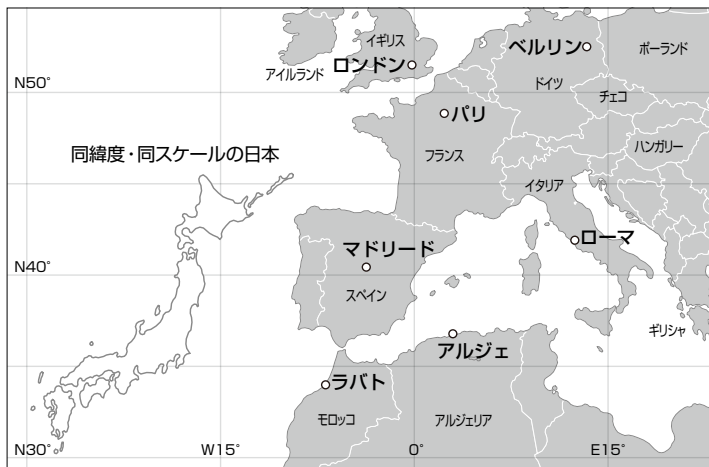 イギリス
ベルリン
ポーランド
アイルランド
ロンドン
ドイツ
N50°
チェコ
パリ
同緯度・同スケールの日本
フランス
ハンガリー
イタリア
マドリード
ローマ
N40°
スペイン
ギリシャ
アルジェ
ラバト
モロッコ
アルジェリア
N30°
W15°
0°
E15°